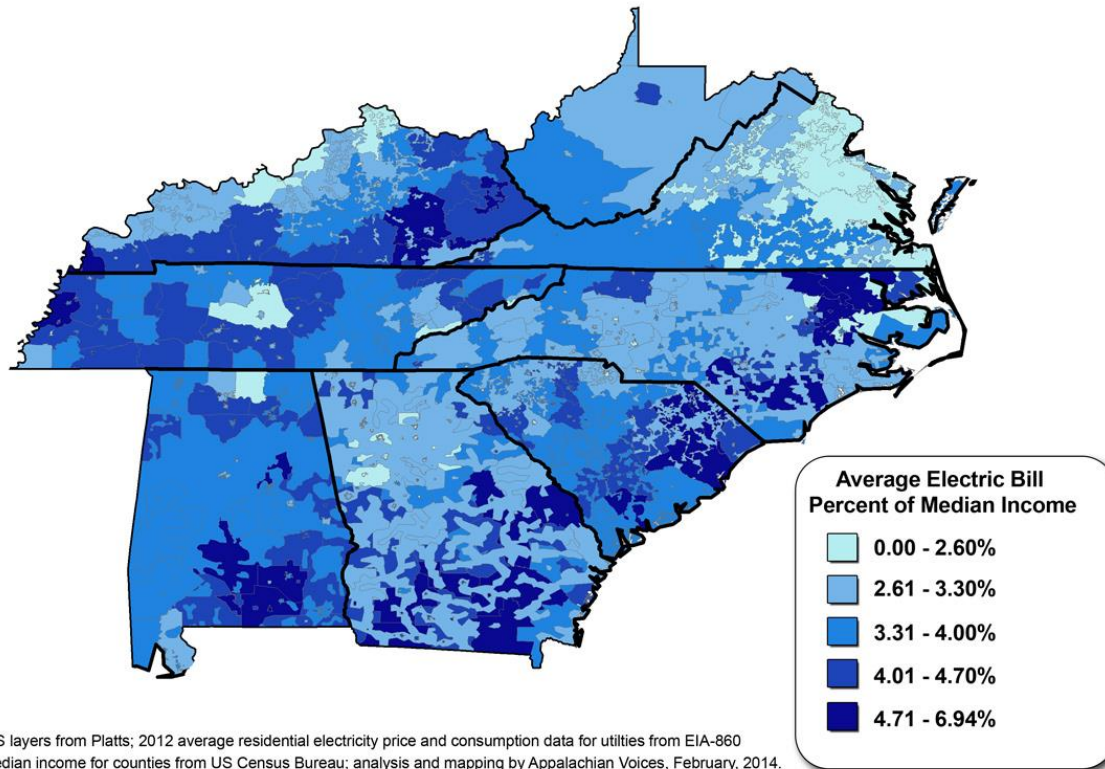 Average Electric Bill
Percent of Median Income
0.00 - 2.60%
2.61 - 3.30%
3.31 - 4.00%
4.01 - 4.70%
4.71 - 6.94%
S layers from Platts; 2012 average residential electricity price and consumption data for utilties from EIA-860
edian income for counties from US Census Bureau; analysis and mapping by Appalachian Voices, February, 2014.